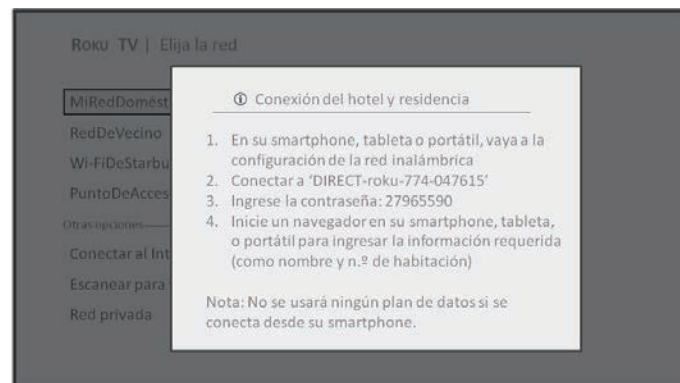 Roku TV | Elija la red
Conexión del hotel y residencia
MiRedDomést
RedDeVecino
Wi-FiDeStarbu
PuntoDeAcces
Otras opciones
Conectar al Int
Escanear para
Red privada
1. En su smartphone, tableta o portátil, vaya a la
configuración de la red inalámbrica
2. Conectar a ‘DIRECT-roku-774-047615’
3. Ingrese la contraseña: 27965590
4. Inicie un navegador en su smartphone, tableta,
o portátil para ingresar la información requerida
(como nombre y n.º de habitación)
Nota: No se usará ningún plan de datos si se
conecta desde su smartphone.